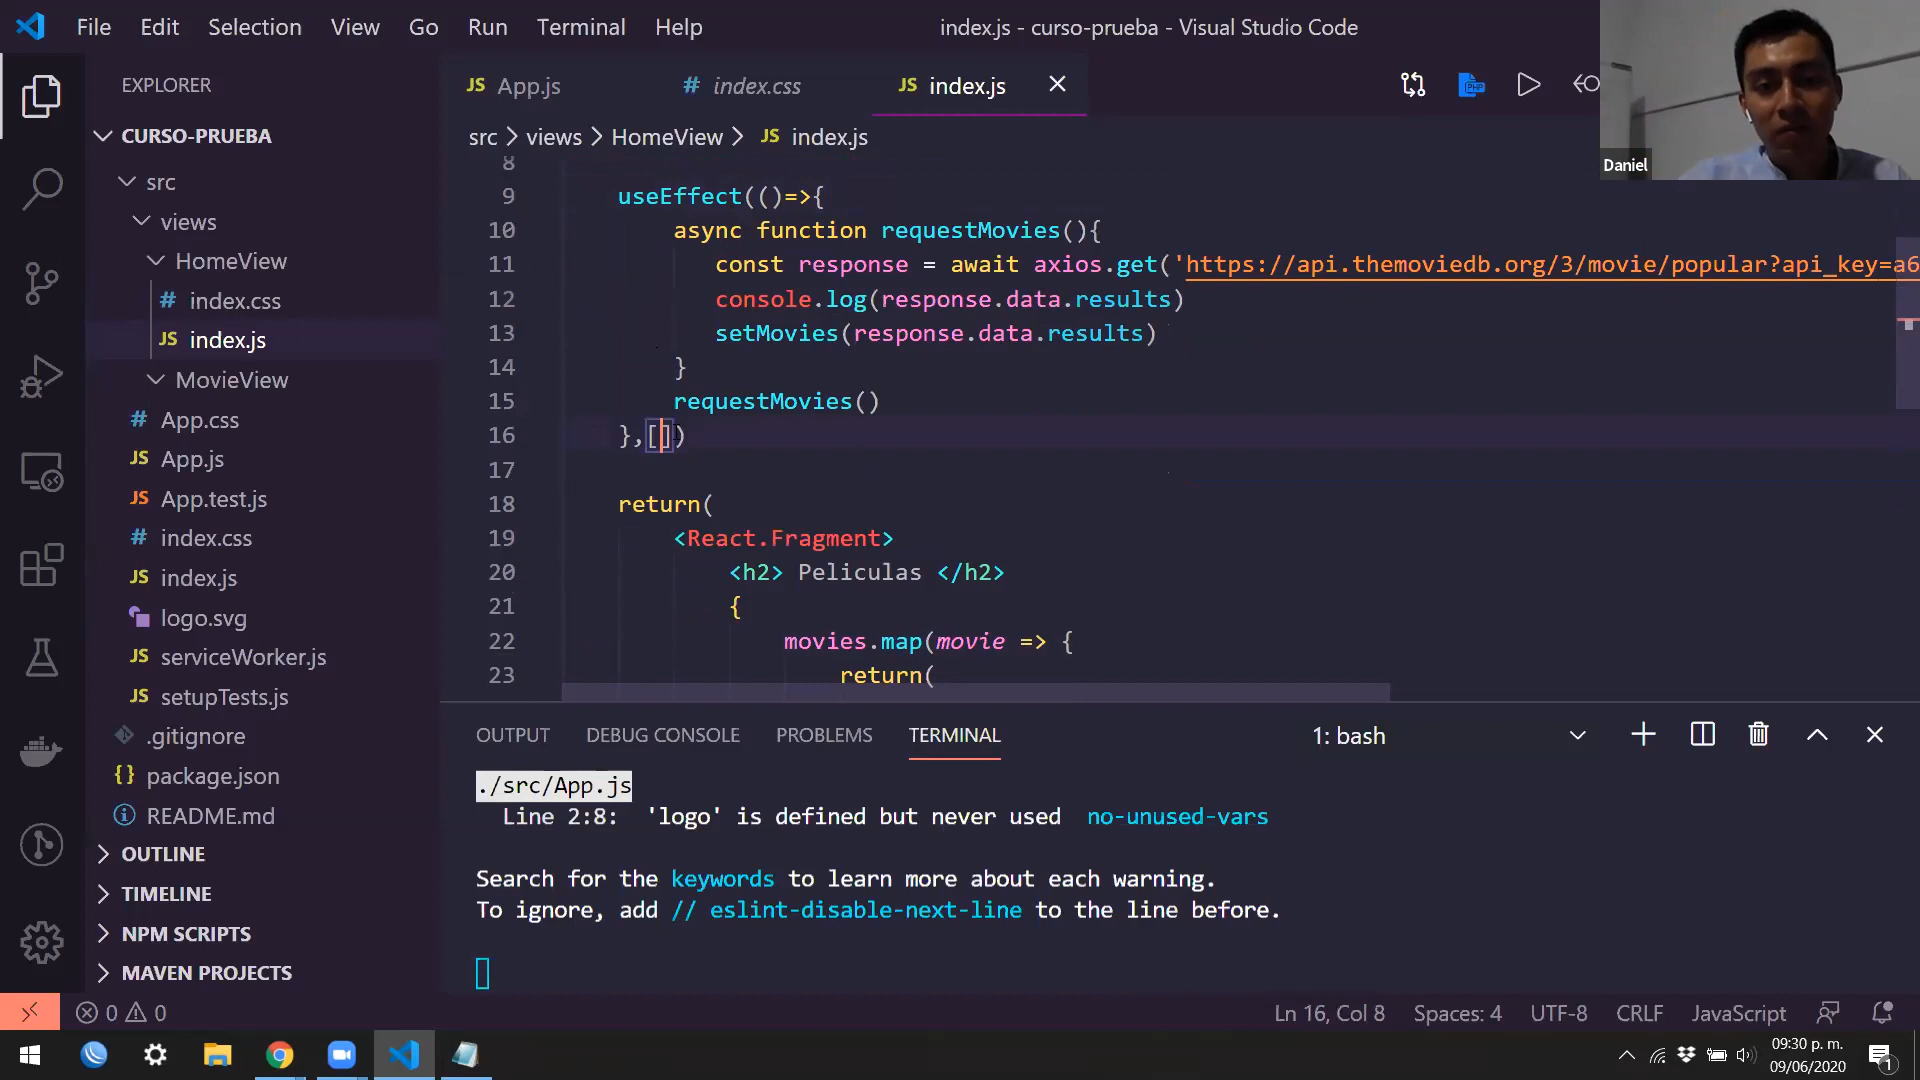 File Edit Selection View Go Run Terminal Help
index.js - curso-prueba - Visual Studio Code
Daniel
EXPLORER
CURSO-PRUEBA
src
views
HomeView
# index.css
JS index.js
MovieView
# App.css
JS App.js
JS App.test.js
# index.css
JS index.js
logo.svg
JS serviceWorker.js
JS setupTests.js
.gitignore
{} package.json
README.md
OUTLINE
TIMELINE
NPM SCRIPTS
MAVEN PROJECTS
JS App.js # index.css JS index.js
src > views > HomeView > JS index.js
8
9 useEffect(()=>{
10 async function requestMovies(){
11 const response = await axios.get('https://api.themoviedb.org/3/movie/popular?api_key=a6
12 console.log(response.data.results)
13 setMovies(response.data.results)
14 }
15 requestMovies()
16 },[])
17
18 return(
19 <React.Fragment>
20 <h2> Peliculas </h2>
21 {
22 movies.map(movie => {
23 return(
OUTPUT DEBUG CONSOLE PROBLEMS TERMINAL 1: bash
./src/App.js
Line 2:8: 'logo' is defined but never used no-unused-vars
Search for the keywords to learn more about each warning.
To ignore, add // eslint-disable-next-line to the line before.
0 0 Ln 16, Col 8 Spaces: 4 UTF-8 CRLF JavaScript
09:30 p. m.
09/06/2020
1